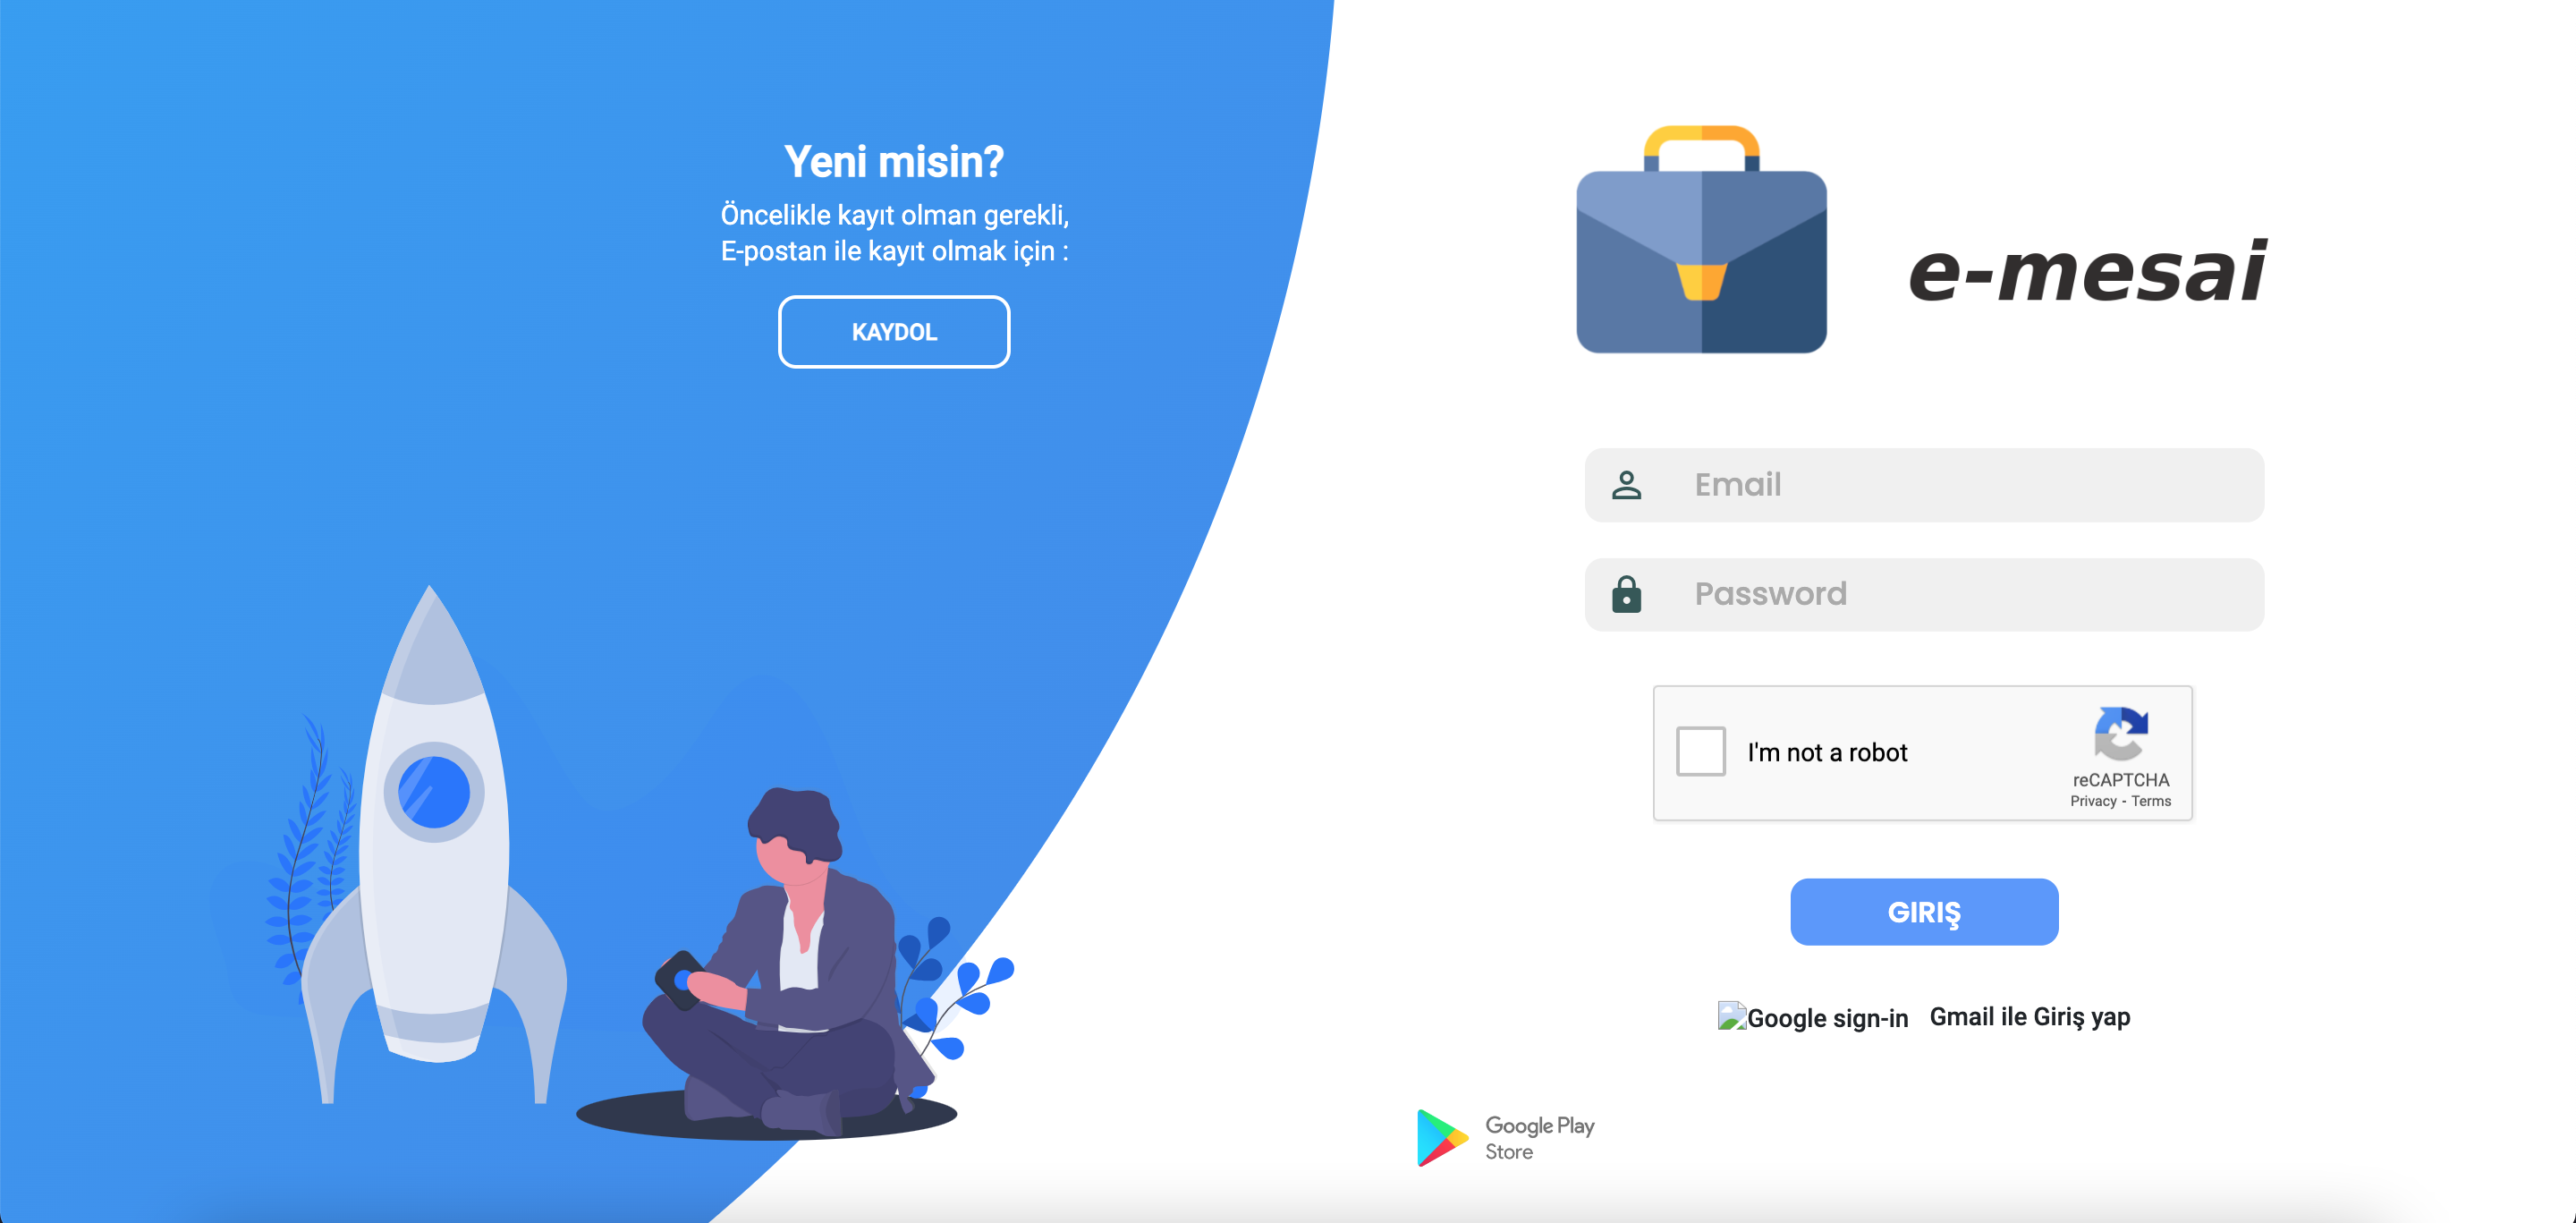 Yeni misin?
Öncelikle kayıt olman gerekli,
E-postan ile kayıt olmak için :
KAYDOL
e-mesai
Email
Password
I'm not a robot
reCAPTCHA
Privacy - Terms
GIRIŞ
Google sign-in Gmail ile Giriş yap
Google Play
Store